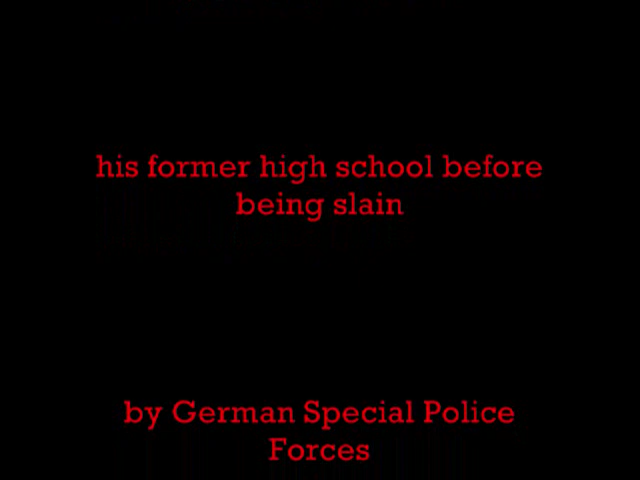 his former high school before
being slain
by German Special Police
Forces